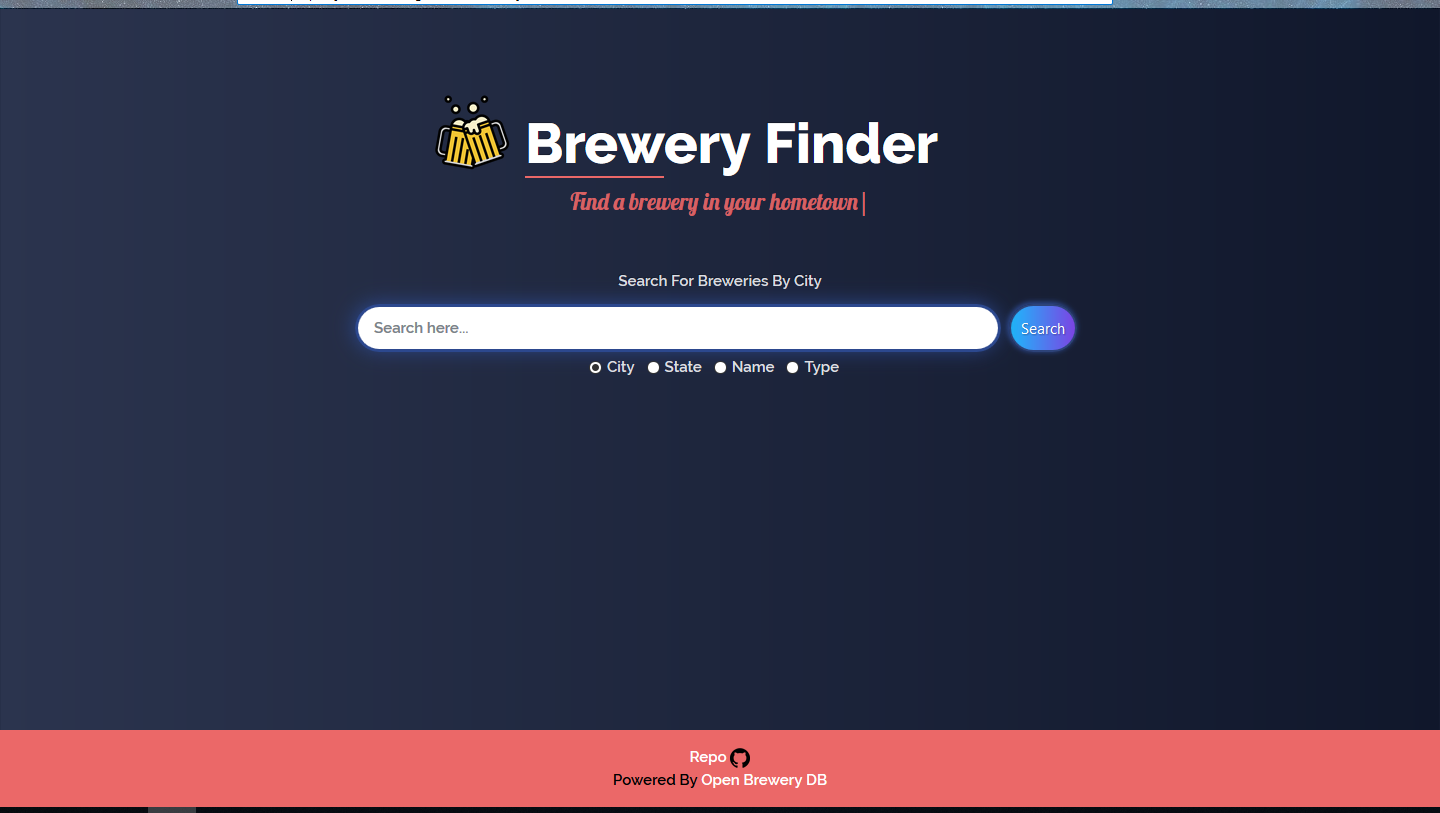 Brewery Finder
Find a brewery in your hometown |
Search For Breweries By City
Search here...
Search
City State Name Type
Repo
Powered By Open Brewery DB